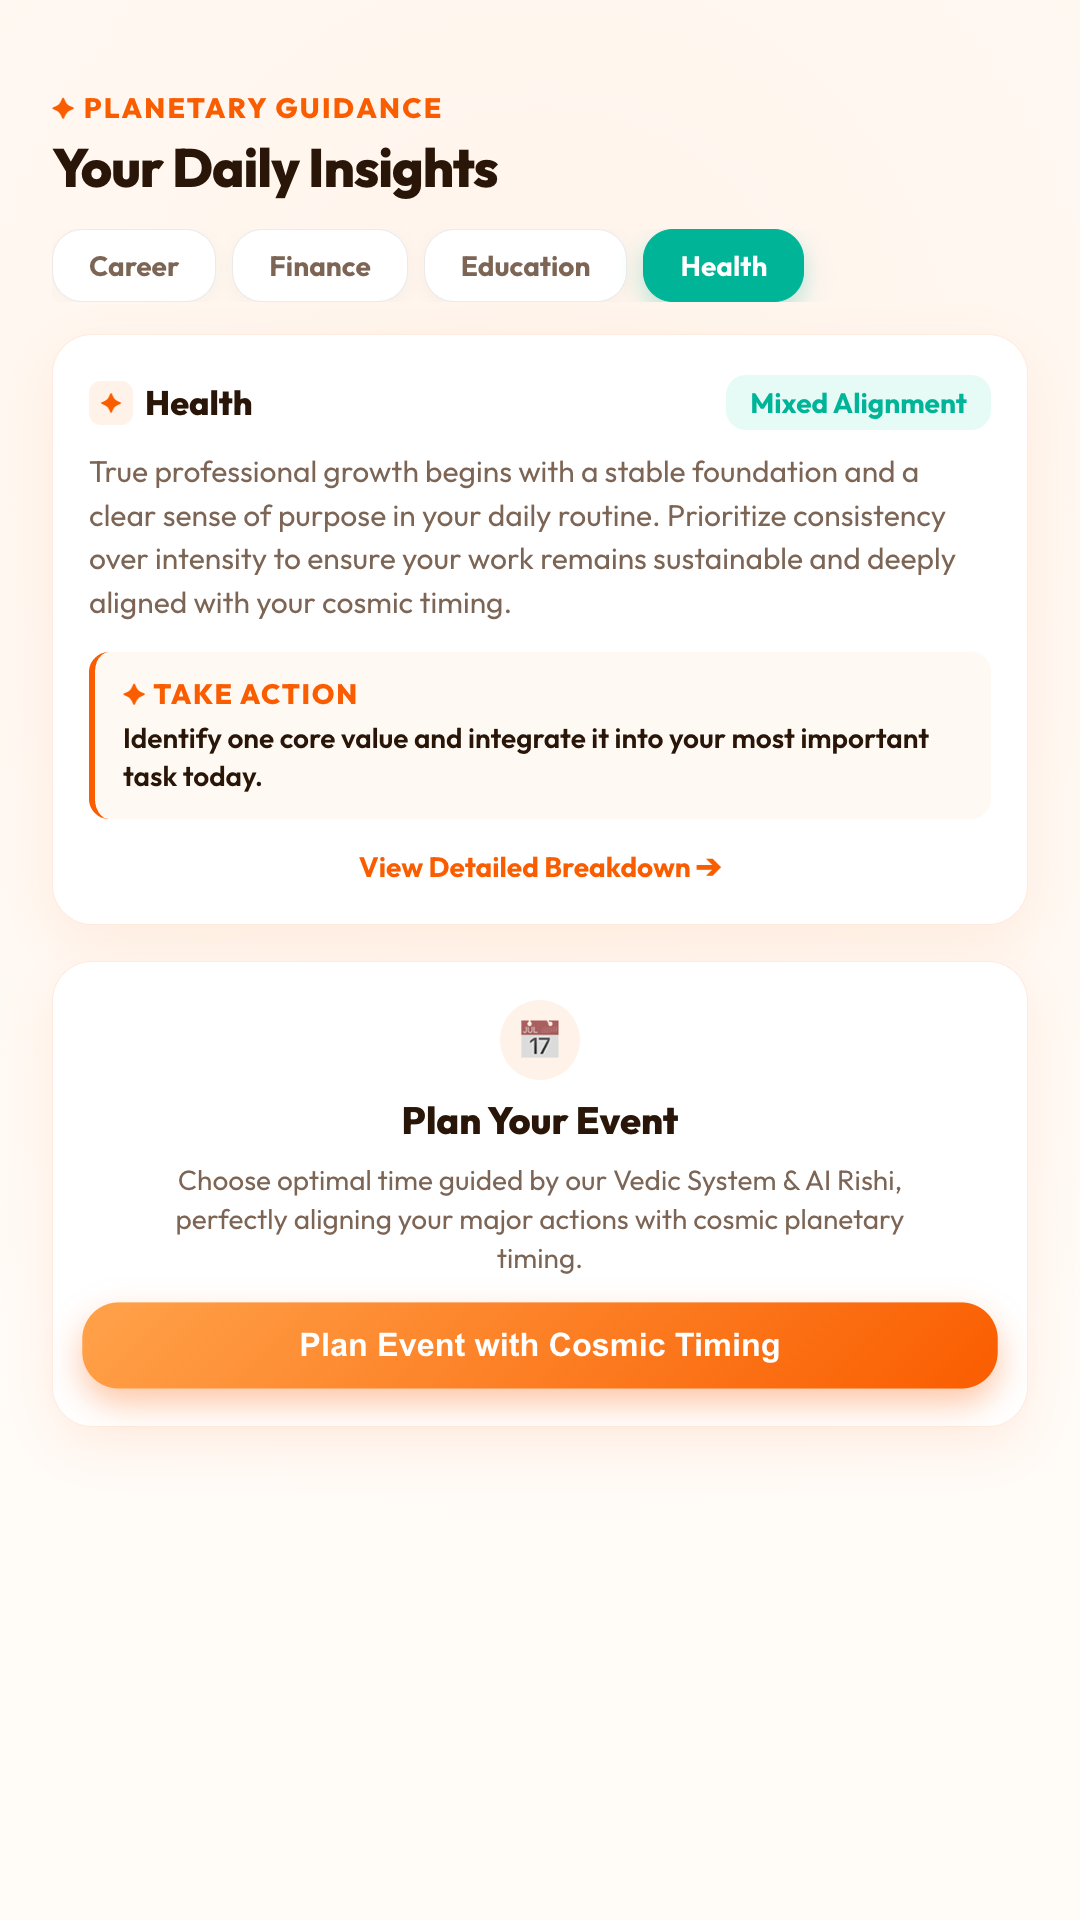 ✦ PLANETARY GUIDANCE
Your Daily Insights
Career Finance Education Health
✦ Health Mixed Alignment
True professional growth begins with a stable foundation and a
clear sense of purpose in your daily routine. Prioritize consistency
over intensity to ensure your work remains sustainable and deeply
aligned with your cosmic timing.
✦ TAKE ACTION
Identify one core value and integrate it into your most important
task today.
View Detailed Breakdown ➔
JUL
17
Plan Your Event
Choose optimal time guided by our Vedic System & AI Rishi,
perfectly aligning your major actions with cosmic planetary
timing.
Plan Event with Cosmic Timing